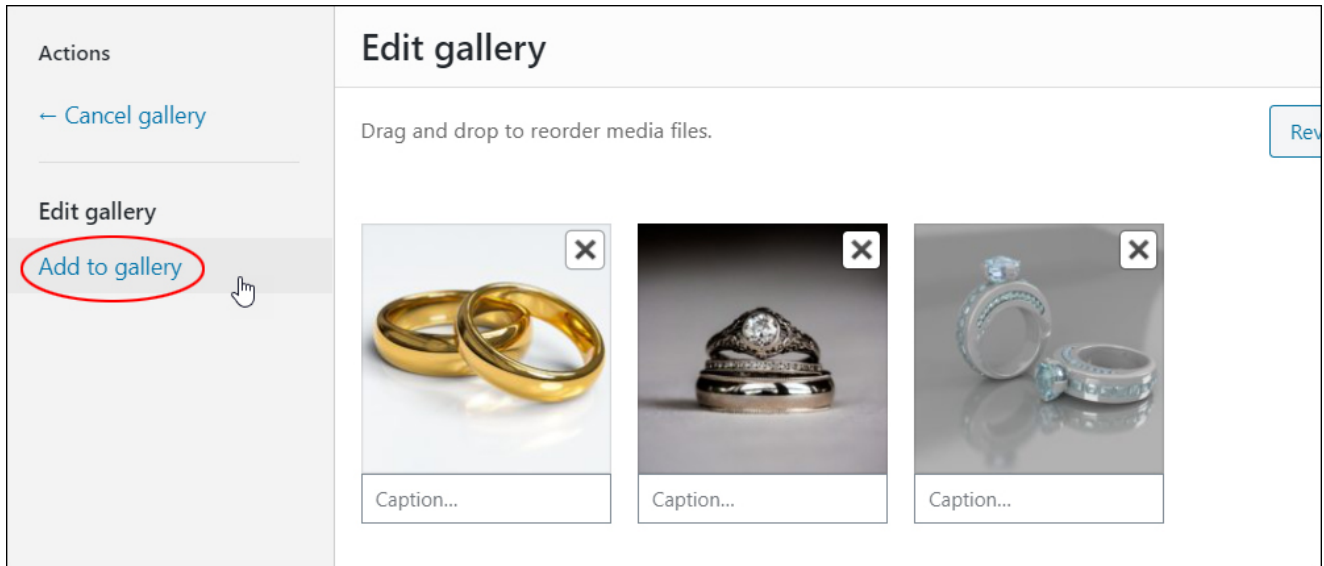 Actions
← Cancel gallery
Edit gallery
Add to gallery
Edit gallery
Drag and drop to reorder media files.
Rev
Caption...
Caption...
Caption...